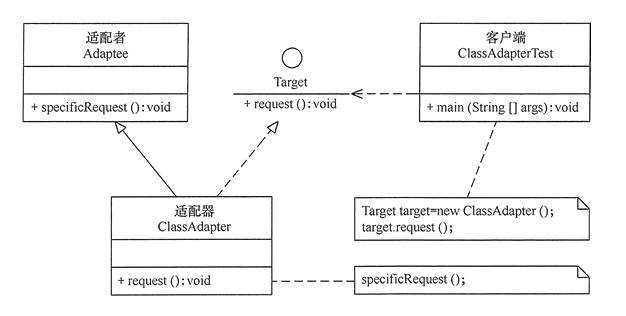 适配者
Adaptee
+ specificRequest ():void
Target
+ request ():void
客户端
ClassAdapterTest
+ main (String [] args):void
适配器
ClassAdapter
+ request ():void
Target target=new ClassAdapter ();
target.request ();
specificRequest ();